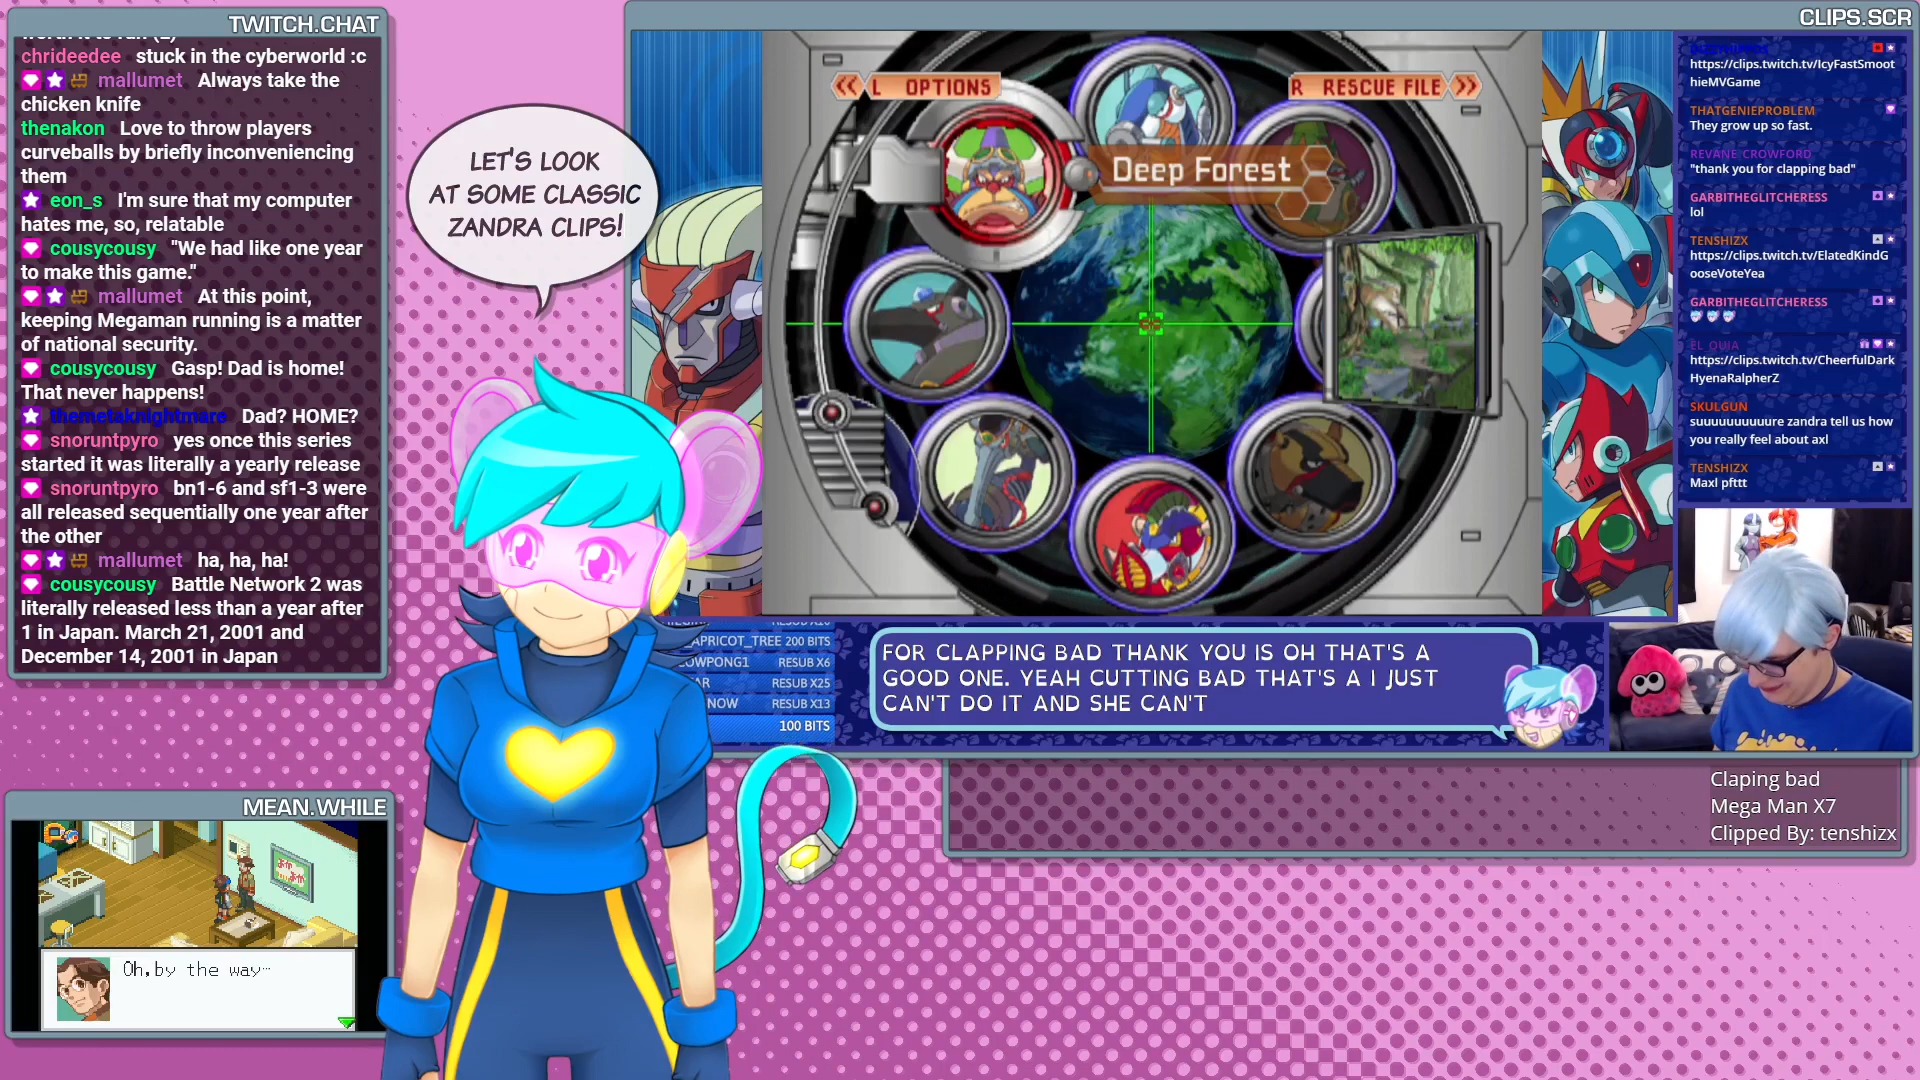 TWITCH.CHAT
chrideedee stuck in the cyberworld :c
mallumet Always take the
chicken knife
thenakon Love to throw players
curveballs by briefly inconveniencing
them
eon_s I'm sure that my computer
hates me, so, relatable
cousycousy "We had like one year
to make this game."
mallumet At this point,
keeping Megaman running is a matter
of national security.
cousycousy Gasp! Dad is home!
That never happens!
themetaknightmare Dad? HOME?
snoruntpyro yes once this series
started it was literally a yearly release
snoruntpyro bn1-6 and sf1-3 were
all released sequentially one year after
the other
mallumet ha, ha, ha!
cousycousy Battle Network 2 was
literally released less than a year after
1 in Japan. March 21, 2001 and
December 14, 2001 in Japan
MEAN.WHILE
Oh,by the way…
LET'S LOOK
AT SOME CLASSIC
ZANDRA CLIPS!
CLIPS.SCR
L OPTIONS
R RESCUE FILE
Deep Forest
https://clips.twitch.tv/IcyFastSmoot
hieMVGame
THATGENIEPROBLEM
They grow up so fast.
REVANE_CROWFORD
"thank you for clapping bad"
GARBITHEGLITCHERESS
lol
TENSHIZX
https://clips.twitch.tv/ElatedKindG
ooseVoteYea
GARBITHEGLITCHERESS
EL_QUIA
https://clips.twitch.tv/CheerfulDark
HyenaRalpherZ
SKULGUN
suuuuuuuuuure zandra tell us how
you really feel about axl
TENSHIZX
Maxl pfttt
APRICOT_TREE 200 BITS
OWPONG1 RESUB X6
AR RESUB X25
NOW RESUB X13
100 BITS
FOR CLAPPING BAD THANK YOU IS OH THAT'S A
GOOD ONE. YEAH CUTTING BAD THAT'S A I JUST
CAN'T DO IT AND SHE CAN'T
Claping bad
Mega Man X7
Clipped By: tenshizx